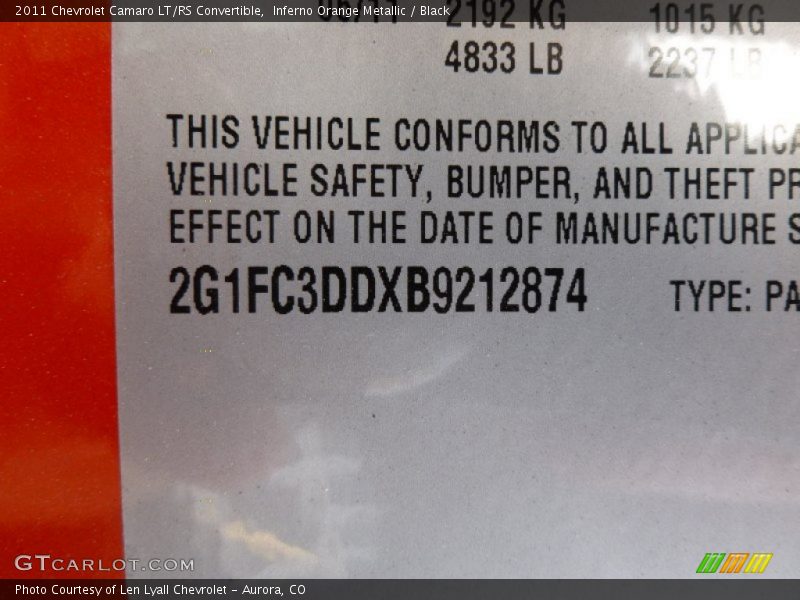 2011 Chevrolet Camaro LT/RS Convertible,  Inferno Orange Metallic / Black
2192 KG 1015 KG
4833 LB 2237 LB
THIS VEHICLE CONFORMS TO ALL APPLICA
VEHICLE SAFETY, BUMPER, AND THEFT PR
EFFECT ON THE DATE OF MANUFACTURE S
2G1FC3DDXB9212874 TYPE: PA
GTCARLOT.COM
Photo Courtesy of Len Lyall Chevrolet – Aurora, CO